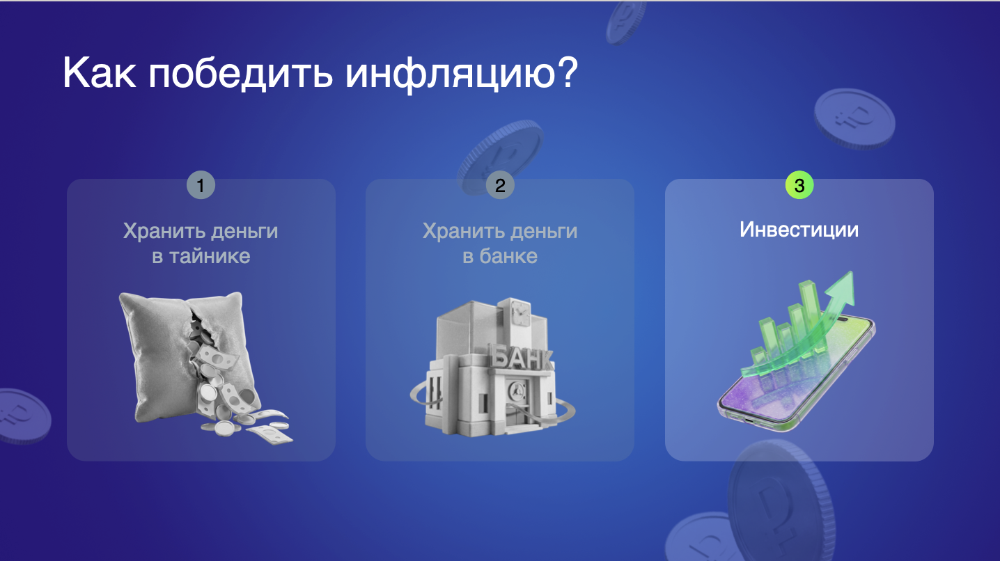 Как победить инфляцию?
1
Хранить деньги
в тайнике
2
Хранить деньги
в банке
БАНК
3
Инвестиции